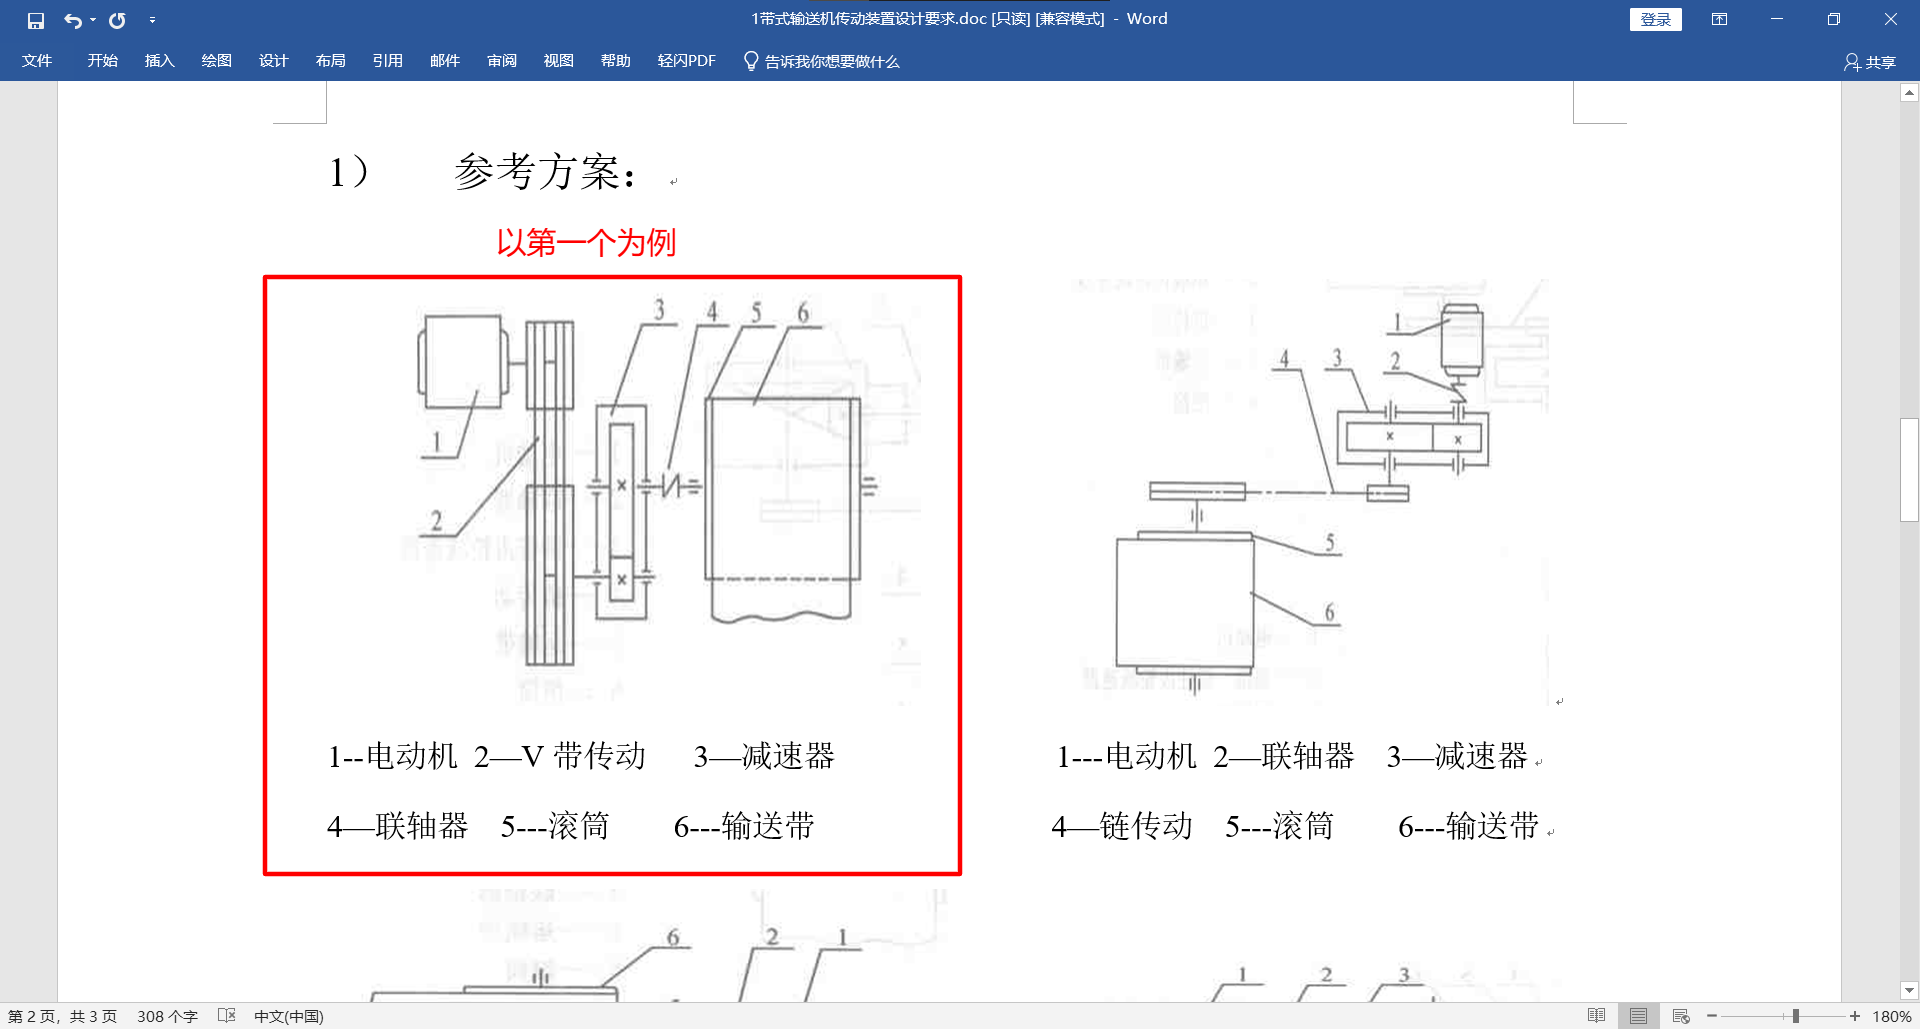 1带式输送机传动装置设计要求.doc [只读] [兼容模式] - Word
登录
文件 开始 插入 绘图 设计 布局 引用 邮件 审阅 视图 帮助 轻闪PDF 告诉我你想要做什么 共享
1） 参考方案：
以第一个为例
3 4 5 6
1
2
1
4 3 2
5
6
1--电动机 2—V 带传动 3—减速器
4—联轴器 5---滚筒 6---输送带
1---电动机 2—联轴器 3—减速器
4—链传动 5---滚筒 6---输送带
6 2 1
1 2 3
第 2 页，共 3 页 308 个字 中文(中国) 180%